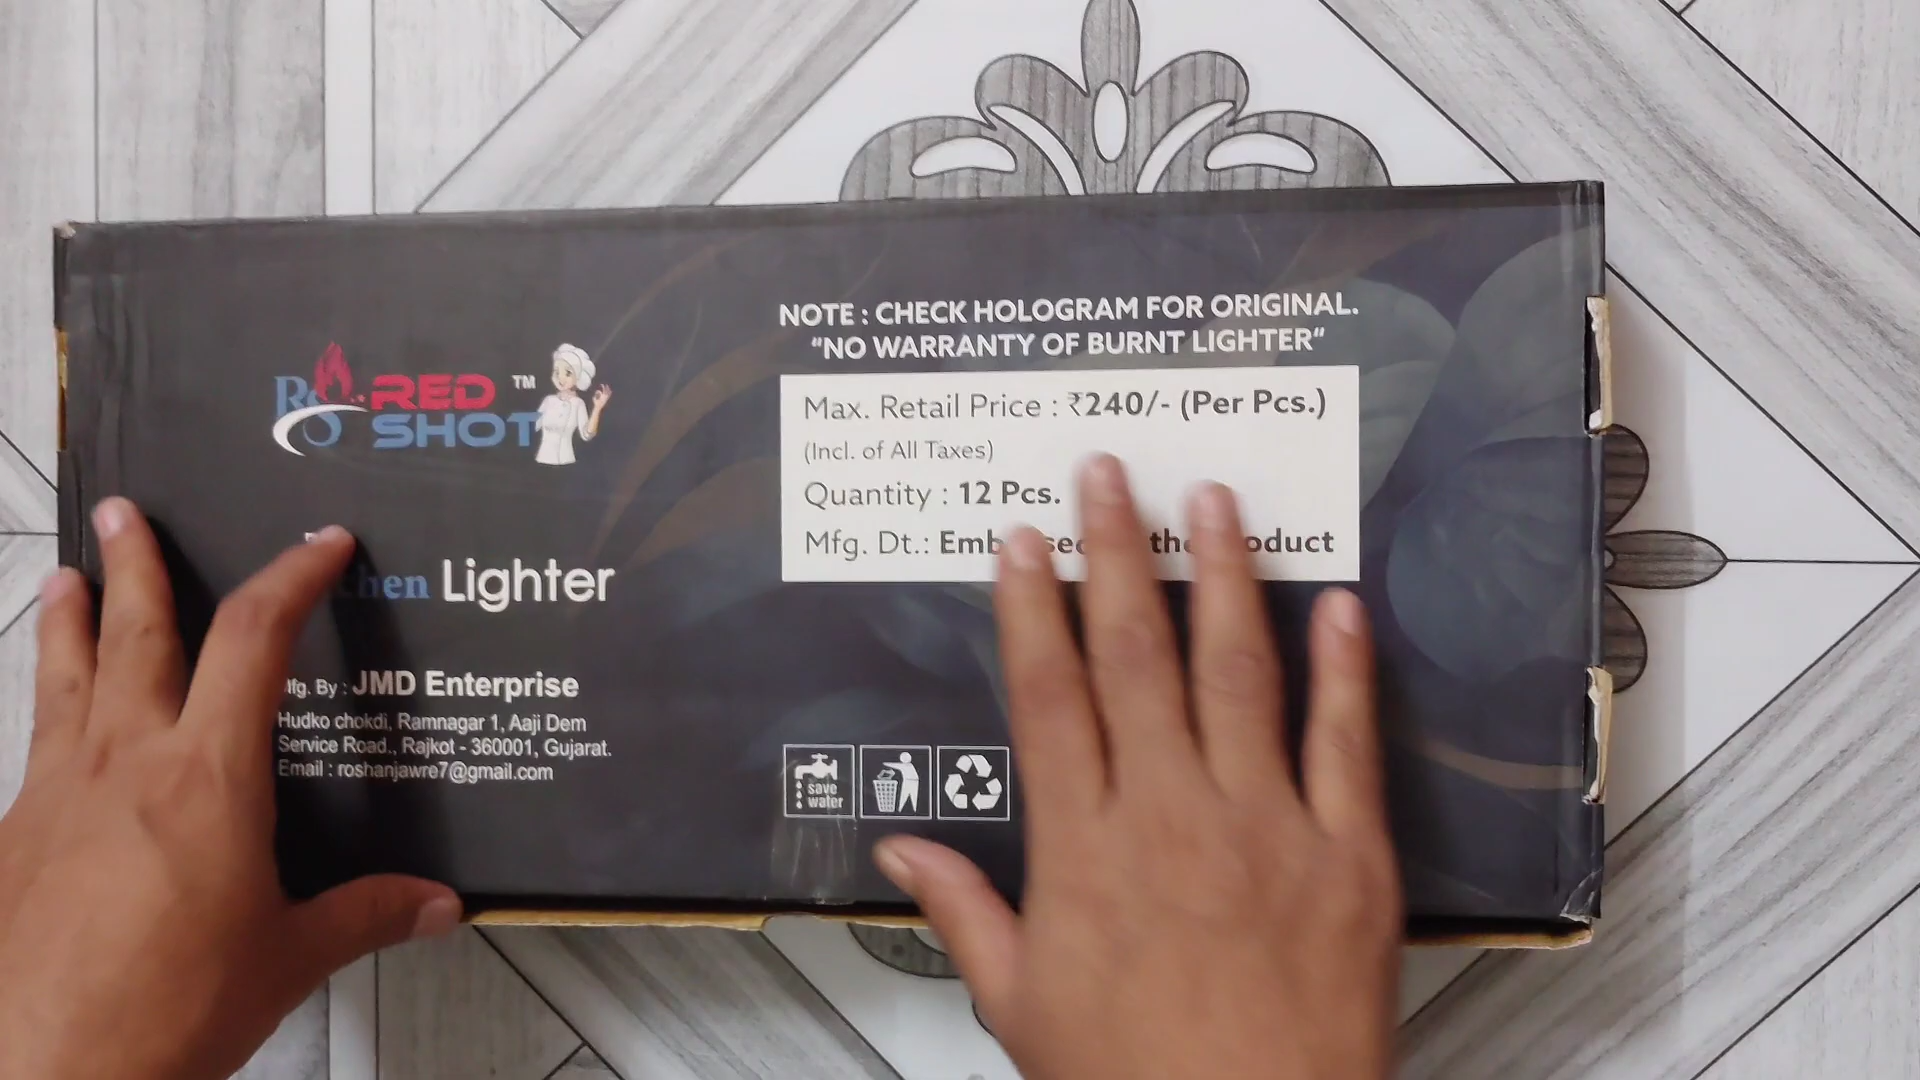 NOTE : CHECK HOLOGRAM FOR ORIGINAL.
“NO WARRANTY OF BURNT LIGHTER”
RS RED SHOT ™
Max. Retail Price : ₹240/- (Per Pcs.)
(Incl. of All Taxes)
Quantity : 12 Pcs.
Mfg. Dt.:
Lighter
By : JMD Enterprise
Hudko chokdi, Ramnagar 1, Aaji Dem
Service Road., Rajkot - 360001, Gujarat.
Email : roshanjawre7@gmail.com
save
water